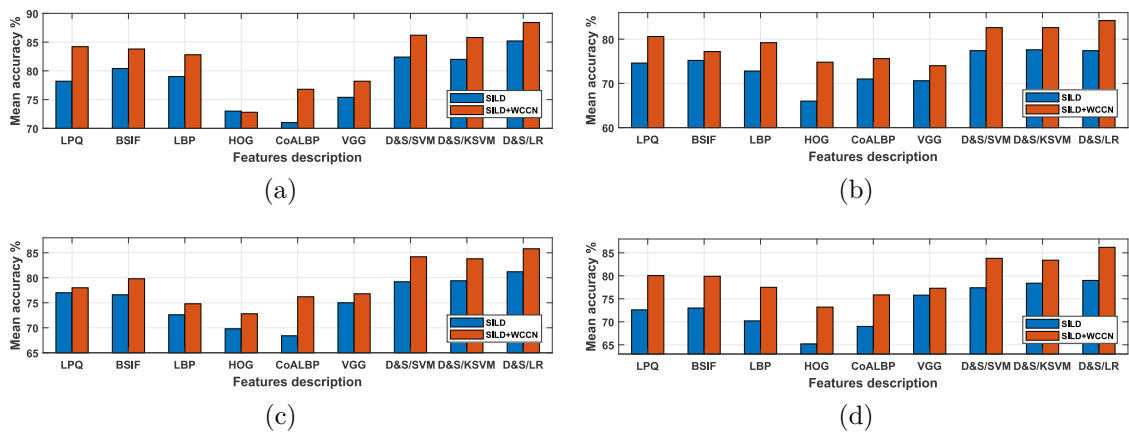 Mean accuracy %
90
85
80
75
70
LPQ BSIF LBP HOG CoALBP VGG D&S/SVM D&S/KSVM D&S/LR
Features description
SILD
SILD+WCCN
(a)
Mean accuracy %
80
70
60
LPQ BSIF LBP HOG CoALBP VGG D&S/SVM D&S/KSVM D&S/LR
Features description
SILD
SILD+WCCN
(b)
Mean accuracy %
85
80
75
70
65
LPQ BSIF LBP HOG CoALBP VGG D&S/SVM D&S/KSVM D&S/LR
Features description
SILD
SILD+WCCN
(c)
Mean accuracy %
85
80
75
70
65
LPQ BSIF LBP HOG CoALBP VGG D&S/SVM D&S/KSVM D&S/LR
Features description
SILD
SILD+WCCN
(d)